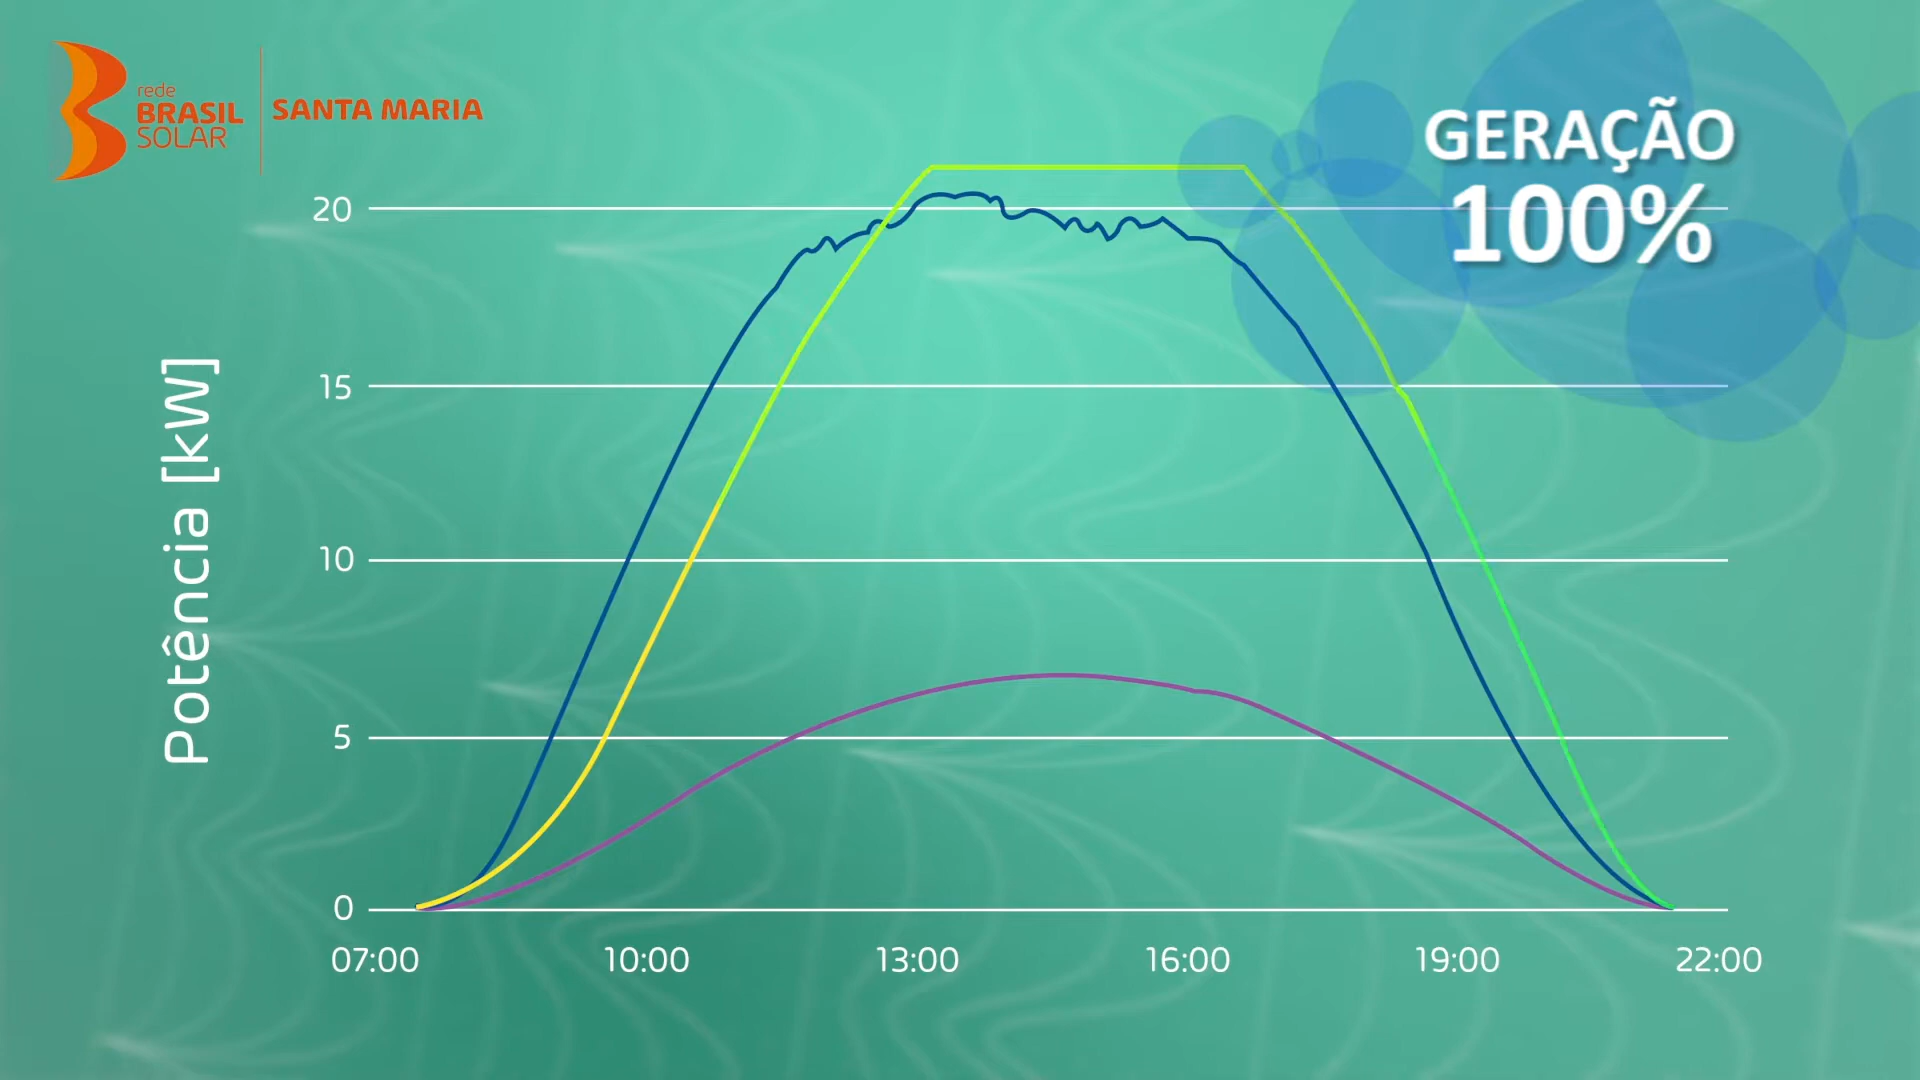 rede
BRASIL
SOLAR
SANTA MARIA
GERAÇÃO
100%
Potência [kW]
20
15
10
5
0
07:00 10:00 13:00 16:00 19:00 22:00